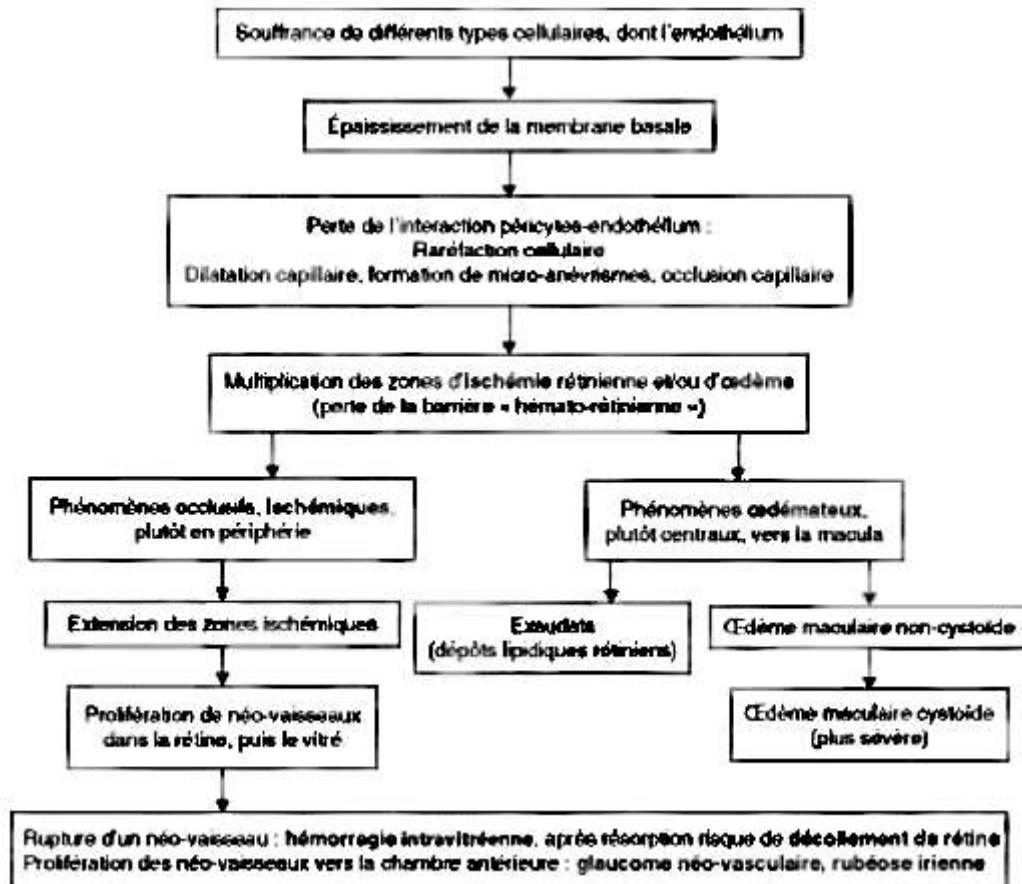 Souffrance de différents types cellulaires, dont l'endothélium
Épaississement de la membrane basale
Perte de l'interaction péricytes-endothélium :
Raréfaction cellulaire
Dilatation capillaire, formation de micro-anévrismes, occlusion capillaire
Multiplication des zones d'ischémie rétinienne et/ou d'œdème
(perte de la barrière « hémato-rétinienne »)
Phénomènes occlusifs, ischémiques,
plutôt en périphérie
Phénomènes œdémateux,
plutôt centraux, vers la macula
Extension des zones ischémiques
Exsudats
(dépôts lipidiques rétiniens)
Œdème maculaire non-cystoïde
Prolifération de néo-vaisseaux
dans la rétine, puis le vitré
Œdème maculaire cystoïde
(plus sévère)
Rupture d'un néo-vaisseau : hémorragie intravitréenne, après résorption risque de décollement de rétine
Prolifération des néo-vaisseaux vers la chambre antérieure : glaucome néo-vasculaire, rubéose irienne